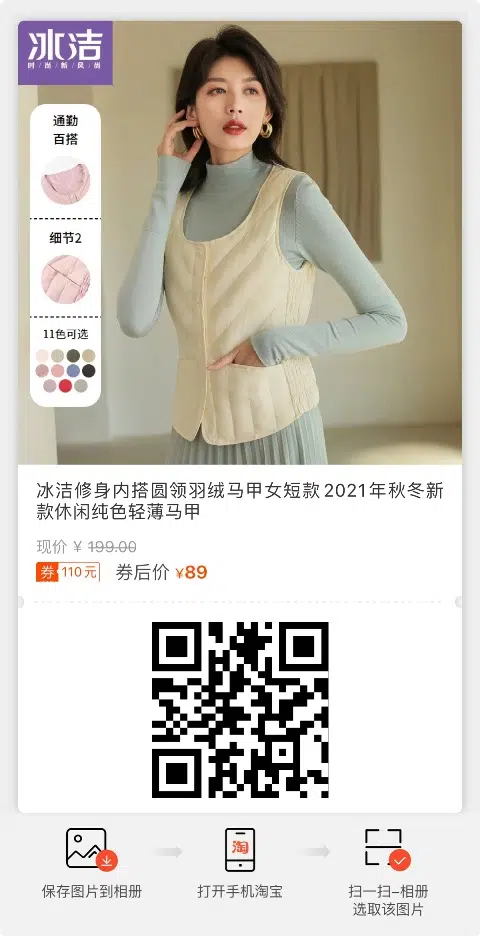 冰洁
时/尚/新/风/尚
通勤
百搭
细节2
11色可选
冰洁修身内搭圆领羽绒马甲女短款2021年秋冬新
款休闲纯色轻薄马甲
现价 ¥ 199.00
券 110元 券后价 ¥89
淘
保存图片到相册
打开手机淘宝
扫一扫-相册
选取该图片